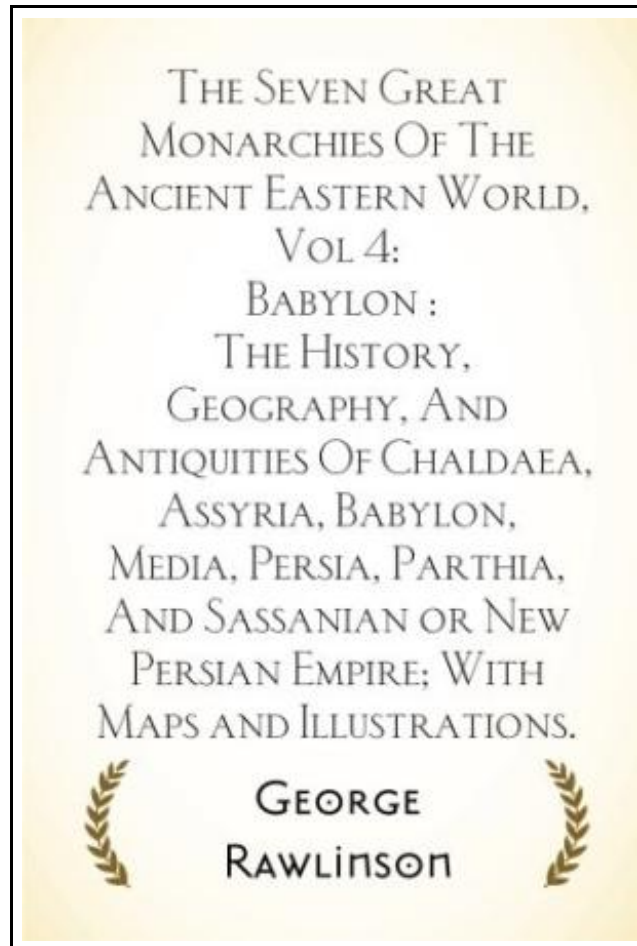 The Seven Great
Monarchies Of The
Ancient Eastern World,
Vol 4:
Babylon :
The History,
Geography, And
Antiquities Of Chaldaea,
Assyria, Babylon,
Media, Persia, Parthia,
And Sassanian or New
Persian Empire; With
Maps and Illustrations.
George
Rawlinson